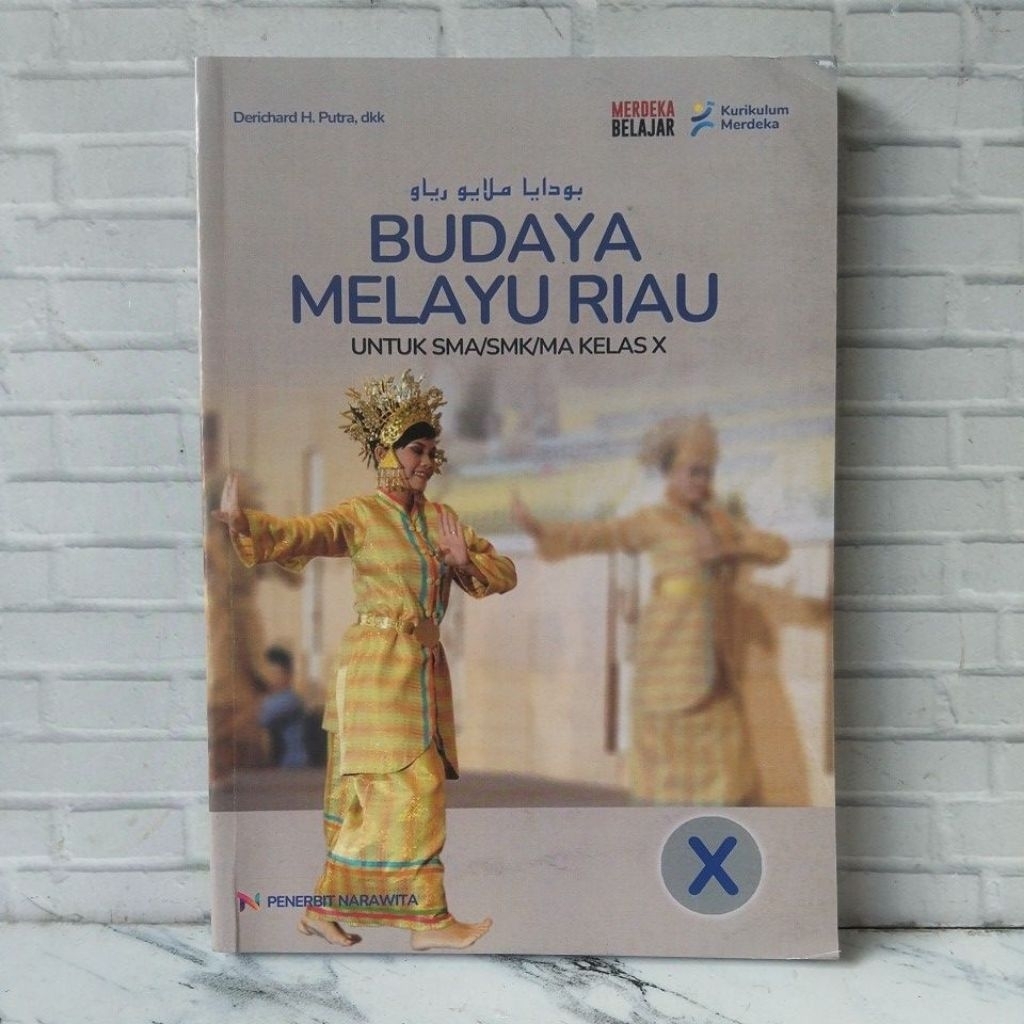 Derichard H. Putra, dkk
MERDEKA
BELAJAR
Kurikulum
Merdeka
بودايا ملايو رياو
BUDAYA
MELAYU RIAU
UNTUK SMA/SMK/MA KELAS X
X
PENERBIT NARAWITA